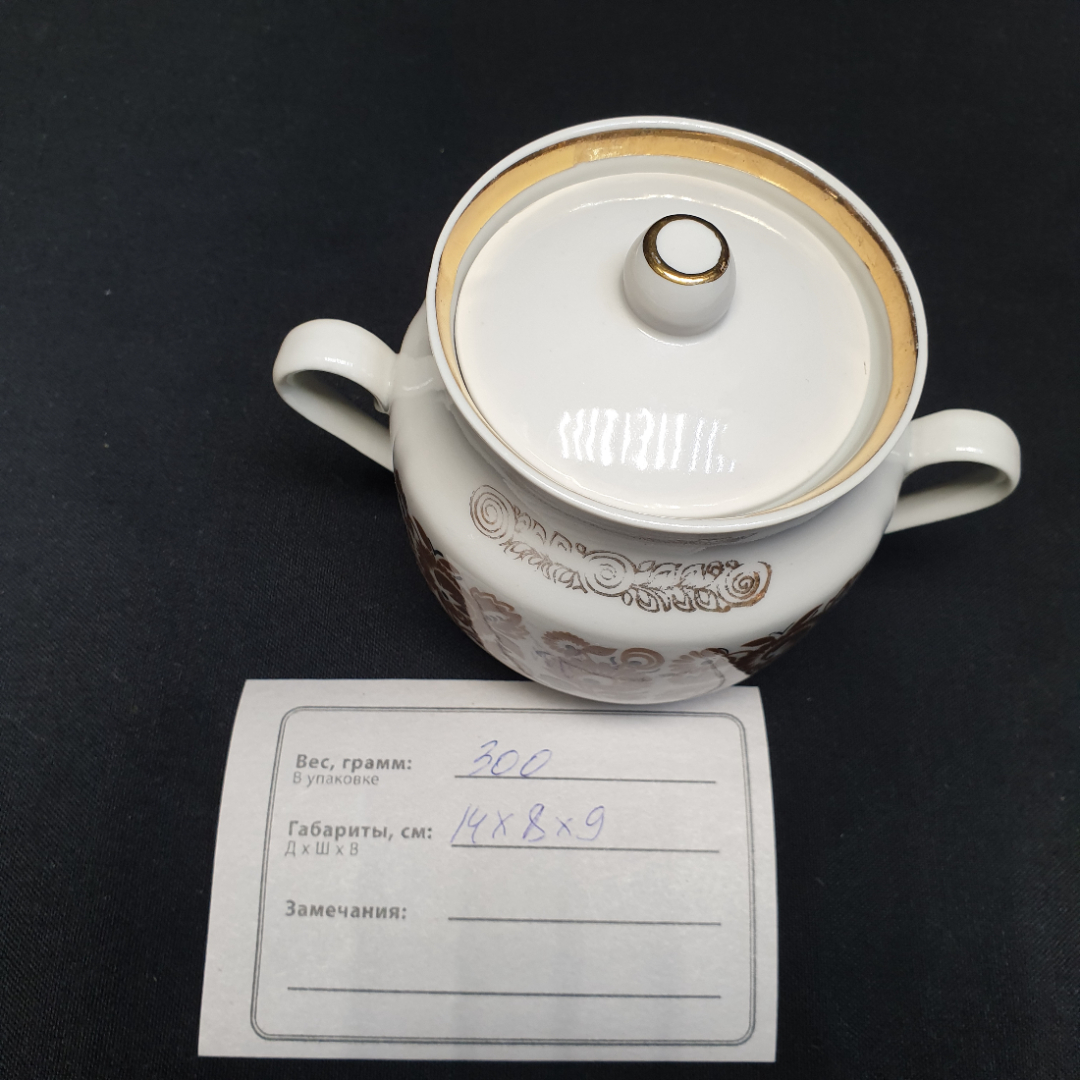 Вес, грамм: 300
В упаковке
Габариты, см: 14 x 8 x 9
Д х Ш х В
Замечания: